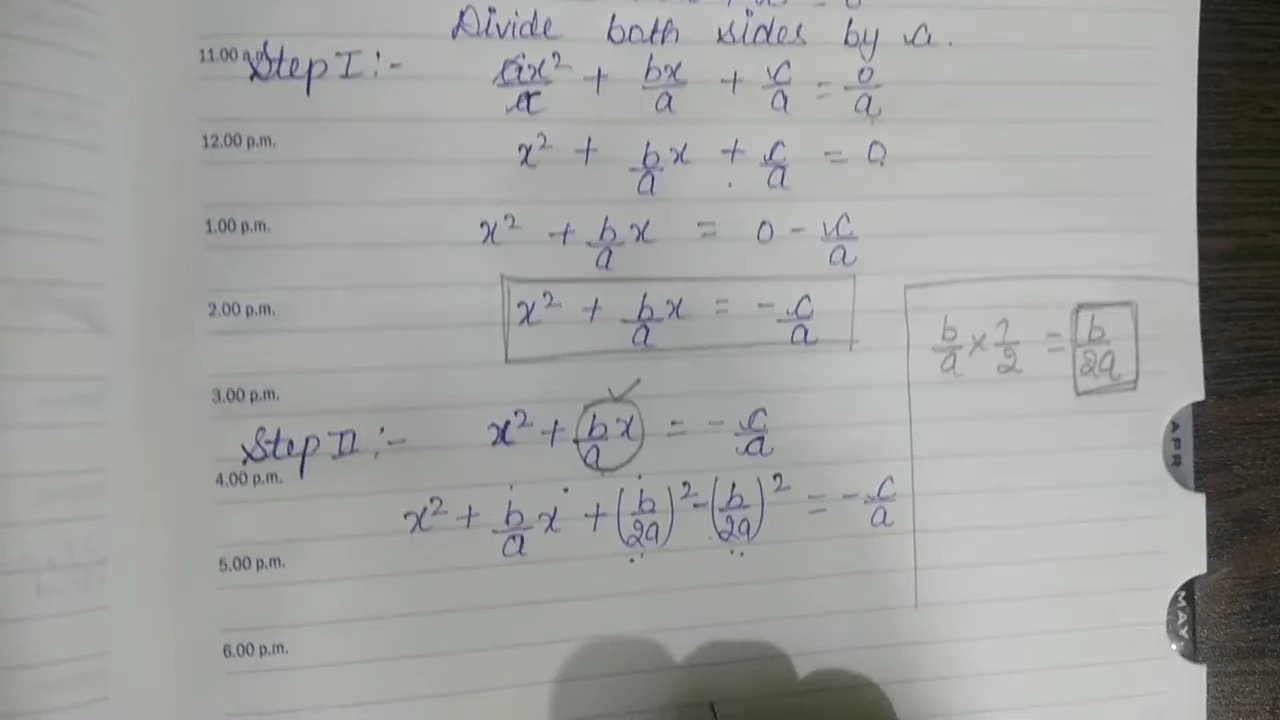 Divide both sides by a.
11.00 a.m.
Step I :- ax²/a + bx/a + c/a = 0/a
12.00 p.m.
x² + b/a x + c/a = 0
1.00 p.m.
x² + b/a x = 0 - c/a
2.00 p.m.
x² + b/a x = - c/a
b/a × 1/2 = b/2a
3.00 p.m.
Step II :- x² + b/a x = - c/a
4.00 p.m.
x² + b/a x + (b/2a)² - (b/2a)² = - c/a
5.00 p.m.
6.00 p.m.
APR
MAY